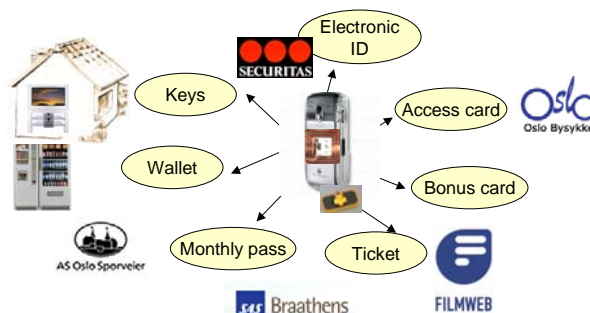 Electronic
ID
SECURITAS
Keys
Access card
Oslo
Oslo Bysykke
Wallet
Bonus card
Monthly pass
Ticket
AS Oslo Sporveier
SAS Braathens
FILMWEB